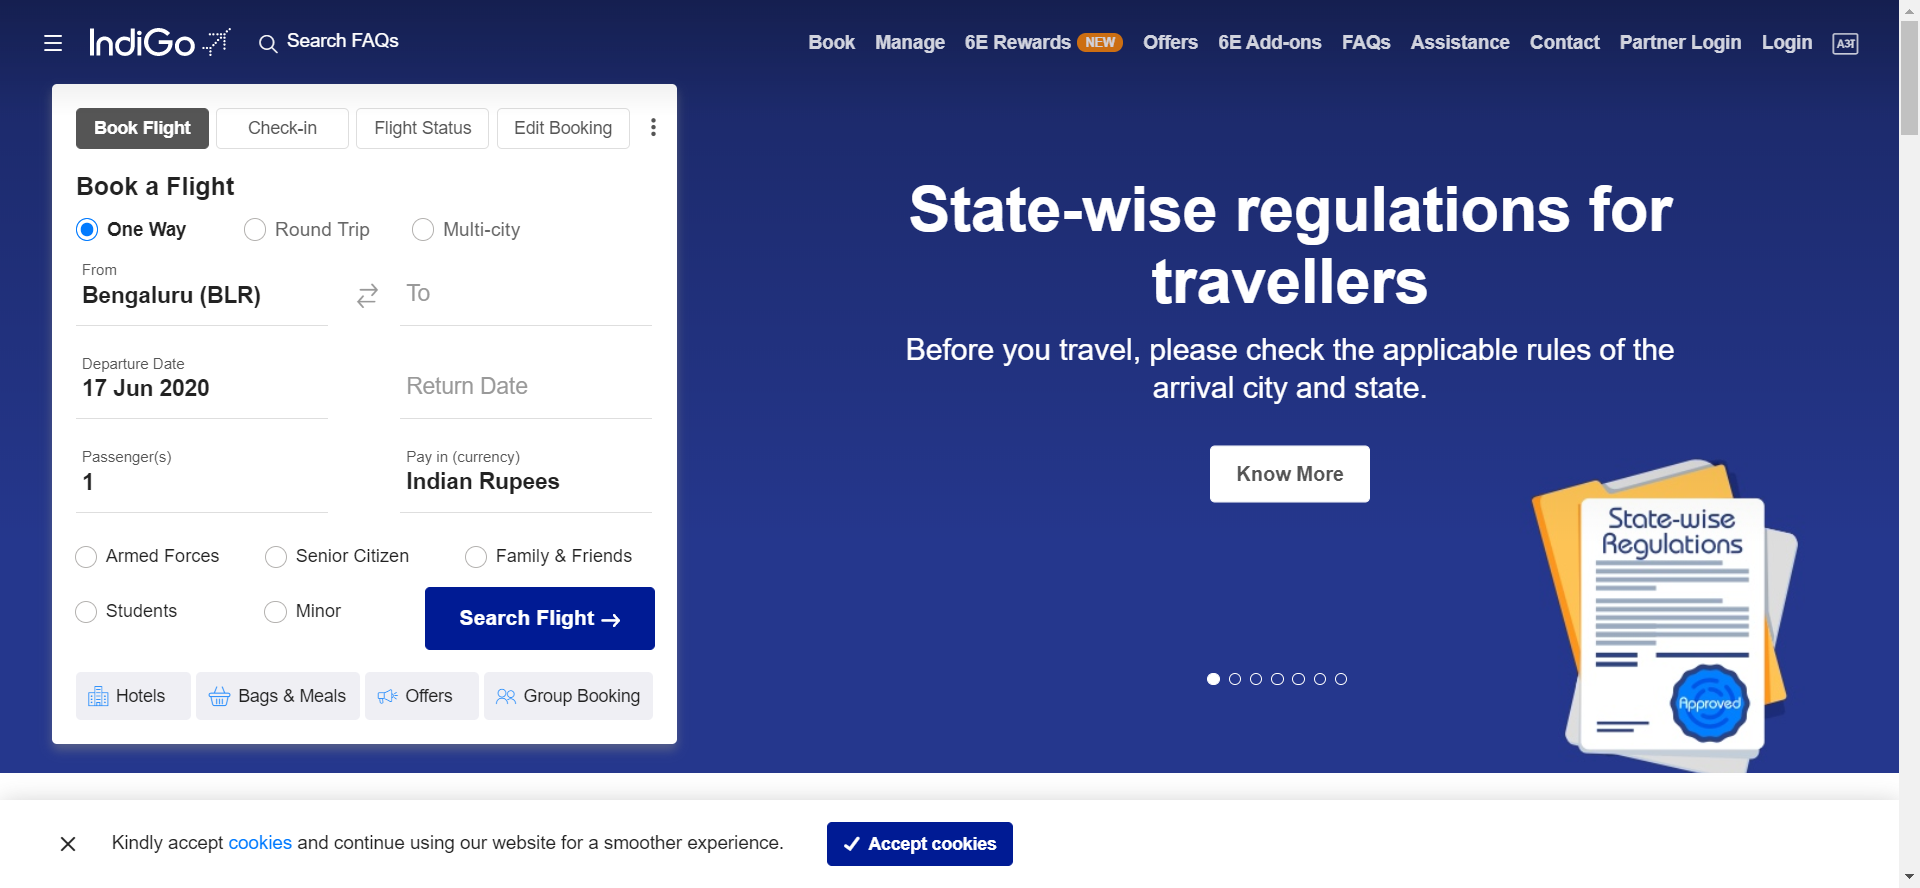 IndiGo
Search FAQs
Book
Manage
6E Rewards NEW
Offers
6E Add-ons
FAQs
Assistance
Contact
Partner Login
Login
Book Flight
Check-in
Flight Status
Edit Booking
Book a Flight
One Way
Round Trip
Multi-city
From
Bengaluru (BLR)
To
Departure Date
17 Jun 2020
Return Date
Passenger(s)
1
Pay in (currency)
Indian Rupees
Armed Forces
Senior Citizen
Family & Friends
Students
Minor
Search Flight
Hotels
Bags & Meals
Offers
Group Booking
State-wise regulations for
travellers
Before you travel, please check the applicable rules of the
arrival city and state.
Know More
State-wise
Regulations
Approved
Kindly accept cookies and continue using our website for a smoother experience.
Accept cookies